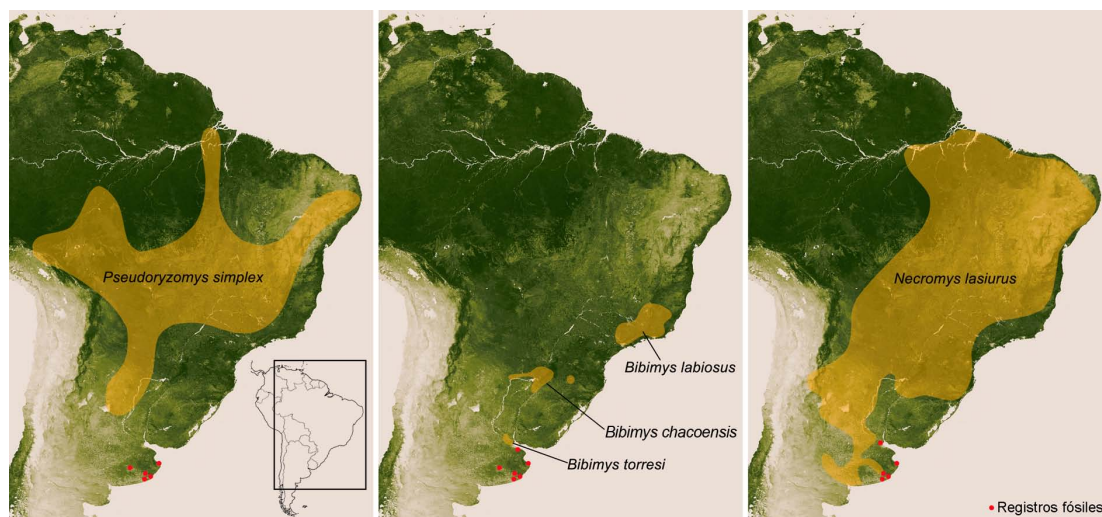 Pseudoryzomys simplex
Bibimys labiosus
Bibimys chacoensis
Bibimys torresi
Necromys lasiurus
Registros fósiles